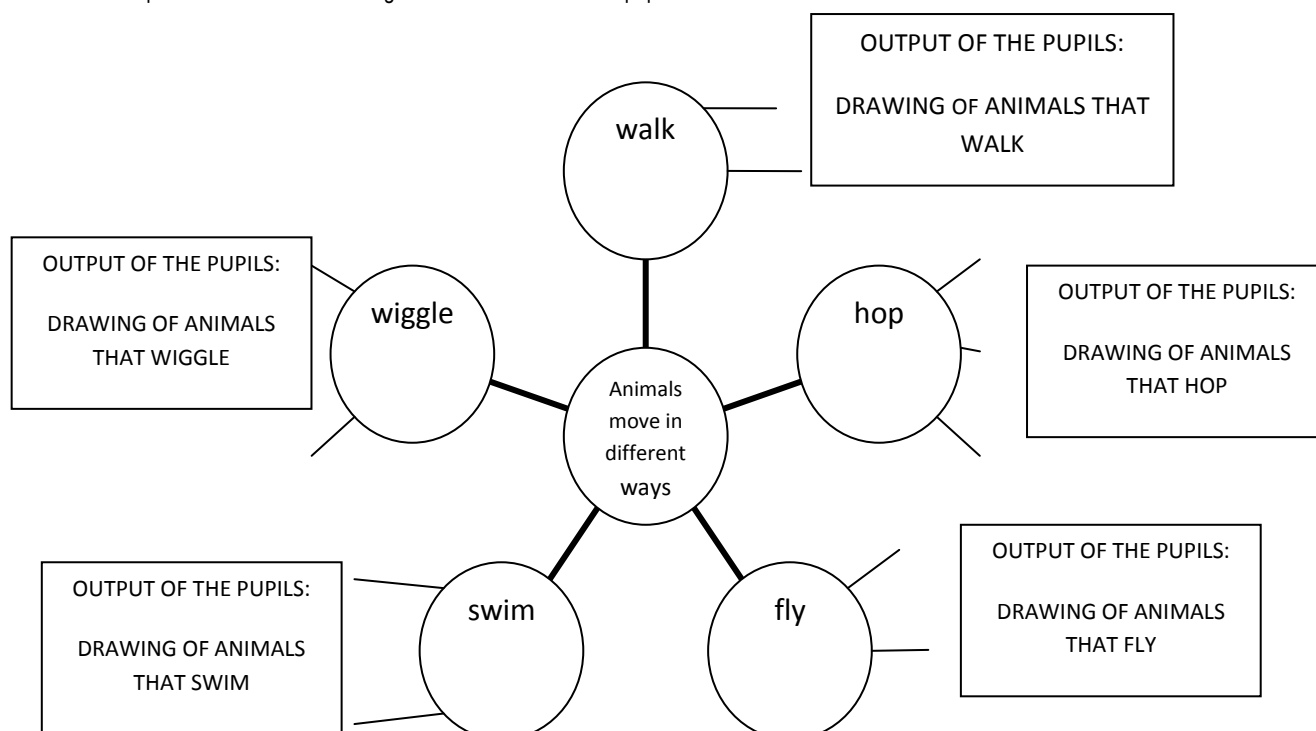 OUTPUT OF THE PUPILS:
DRAWING OF ANIMALS THAT
WALK
walk
OUTPUT OF THE PUPILS:
DRAWING OF ANIMALS
THAT WIGGLE
wiggle
hop
OUTPUT OF THE PUPILS:
DRAWING OF ANIMALS
THAT HOP
Animals
move in
different
ways
OUTPUT OF THE PUPILS:
DRAWING OF ANIMALS
THAT SWIM
swim
fly
OUTPUT OF THE PUPILS:
DRAWING OF ANIMALS
THAT FLY